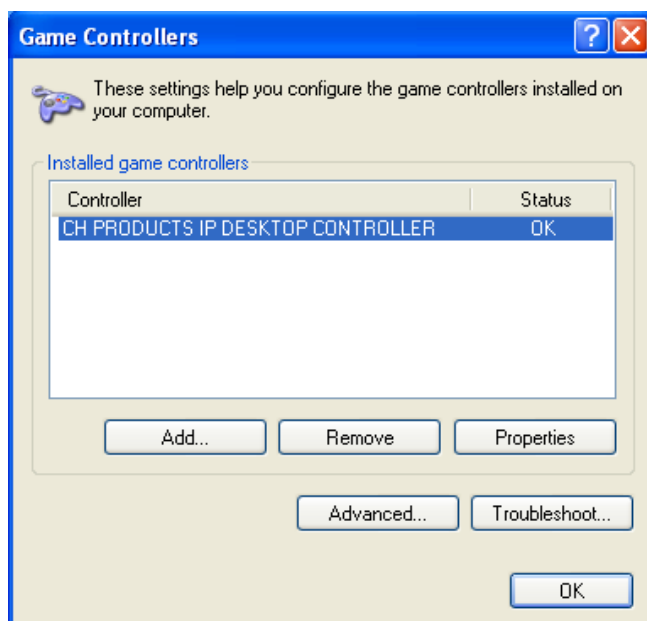 Game Controllers
These settings help you configure the game controllers installed on
your computer.
Installed game controllers
Controller Status
CH PRODUCTS IP DESKTOP CONTROLLER OK
Add... Remove Properties
Advanced... Troubleshoot...
OK